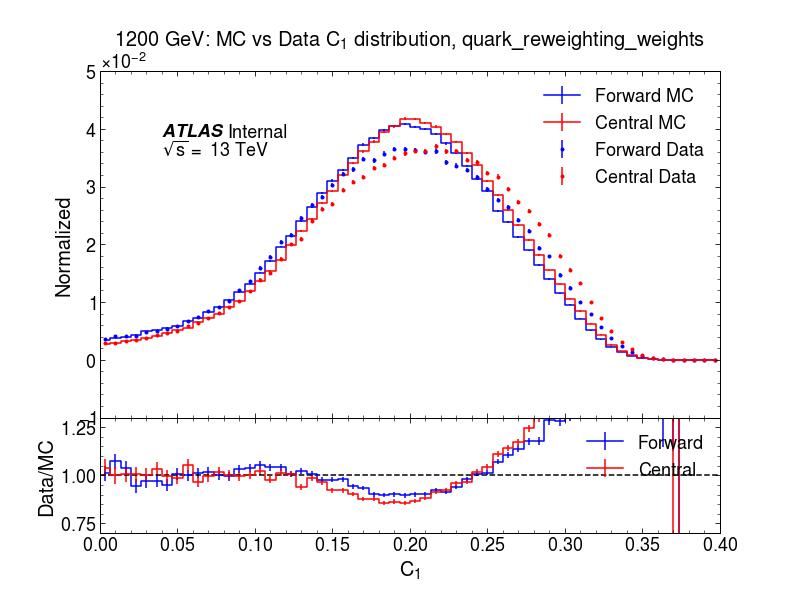 1200 GeV: MC vs Data C₁ distribution, quark_reweighting_weights
×10⁻²
5
4
3
2
1
0
−1
Normalized
ATLAS Internal
√s = 13 TeV
Forward MC
Central MC
Forward Data
Central Data
1.25
1.00
0.75
Data/MC
Forward
Central
0.00 0.05 0.10 0.15 0.20 0.25 0.30 0.35 0.40
C₁